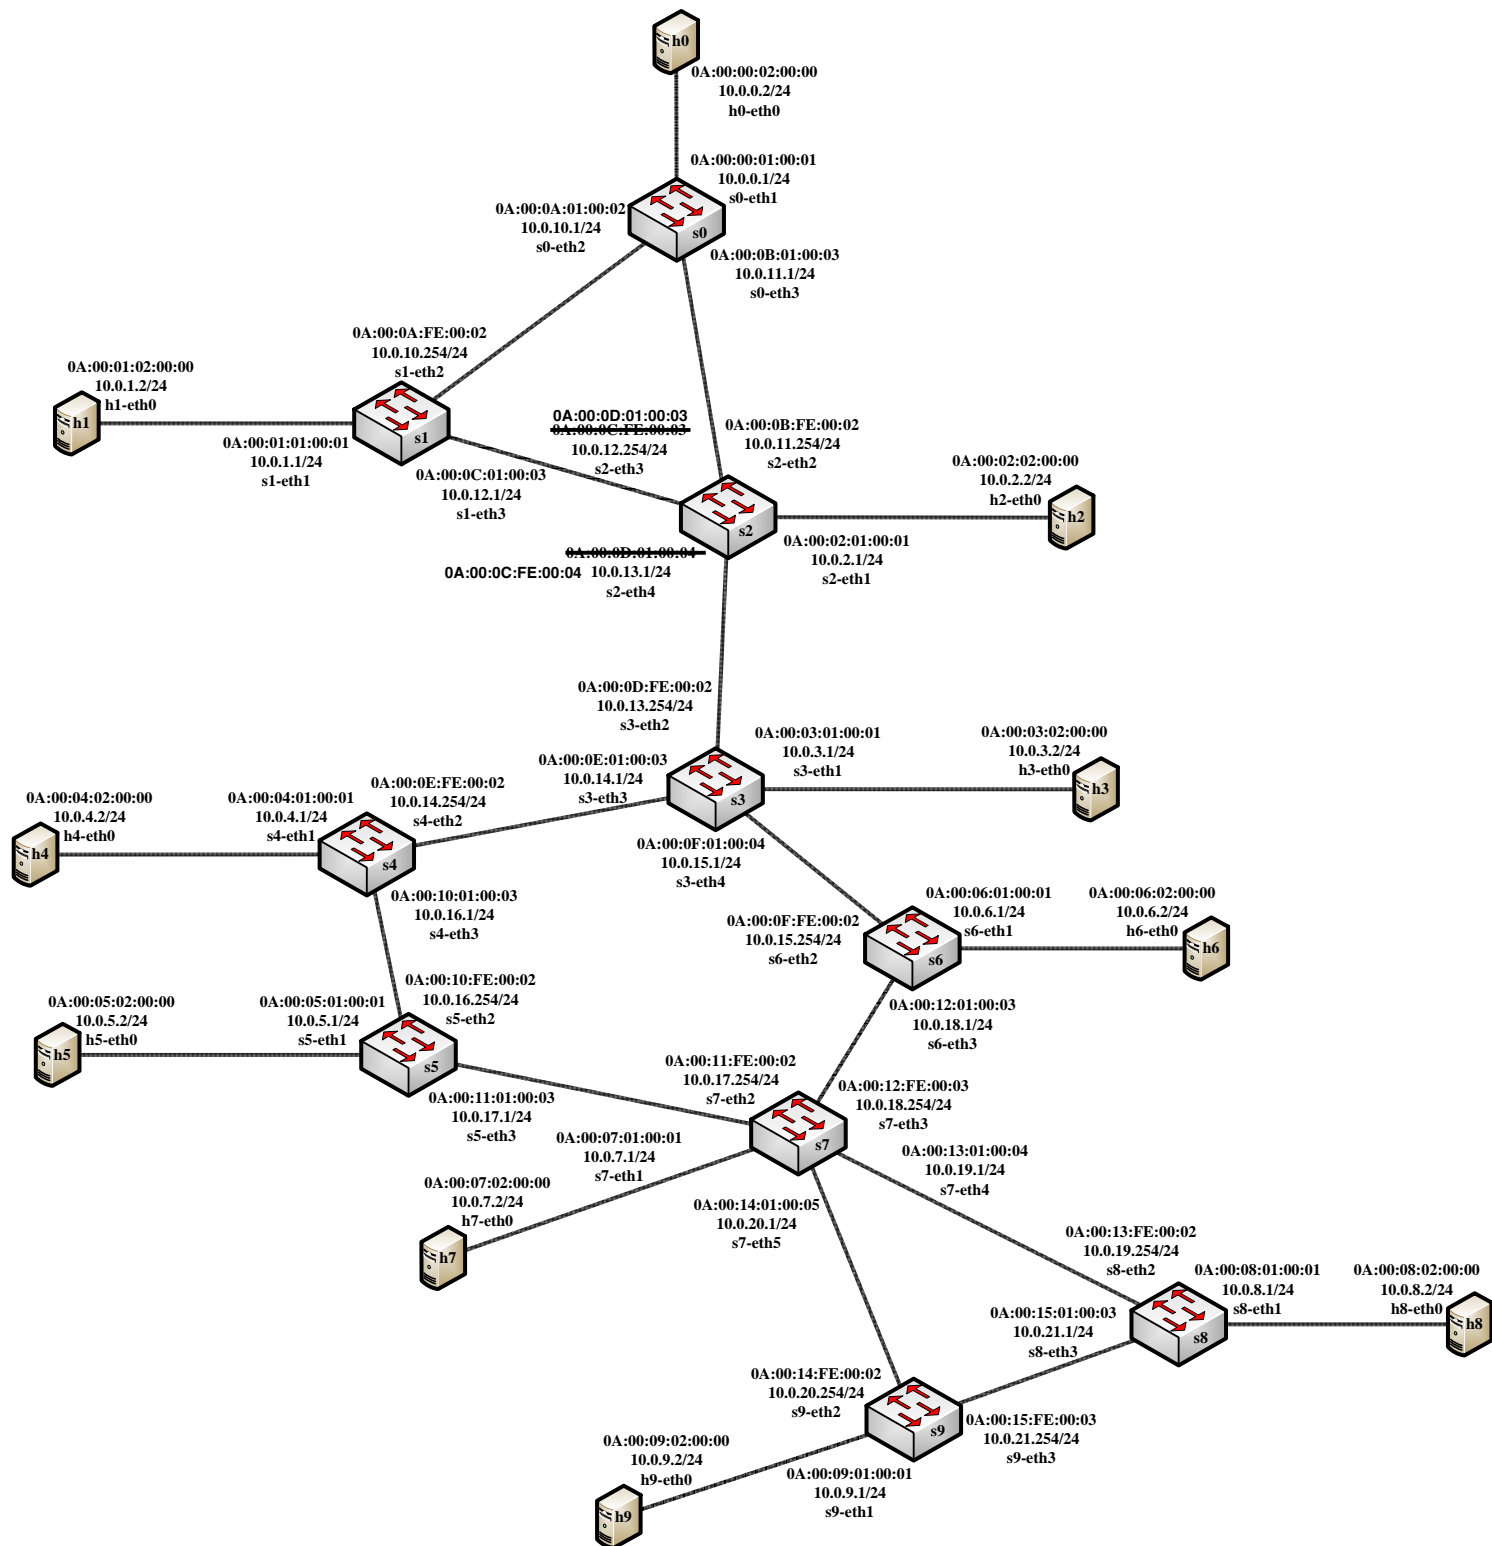 h0
0A:00:00:02:00:00
10.0.0.2/24
h0-eth0
0A:00:00:01:00:01
10.0.0.1/24
s0-eth1
0A:00:0A:01:00:02
10.0.10.1/24
s0-eth2
s0
0A:00:0B:01:00:03
10.0.11.1/24
s0-eth3
0A:00:0A:FE:00:02
10.0.10.254/24
s1-eth2
0A:00:01:02:00:00
10.0.1.2/24
h1-eth0
h1
s1
0A:00:01:01:00:01
10.0.1.1/24
s1-eth1
0A:00:0C:01:00:03
10.0.12.1/24
s1-eth3
0A:00:0D:01:00:03
0A:00:0C:FE:00:03
10.0.12.254/24
s2-eth3
0A:00:0B:FE:00:02
10.0.11.254/24
s2-eth2
0A:00:02:02:00:00
10.0.2.2/24
h2-eth0
h2
s2
0A:00:02:01:00:01
10.0.2.1/24
s2-eth1
0A:00:0D:01:00:04
0A:00:0C:FE:00:04
10.0.13.1/24
s2-eth4
0A:00:0D:FE:00:02
10.0.13.254/24
s3-eth2
0A:00:0E:01:00:03
10.0.14.1/24
s3-eth3
0A:00:03:01:00:01
10.0.3.1/24
s3-eth1
0A:00:03:02:00:00
10.0.3.2/24
h3-eth0
h3
s3
0A:00:0E:FE:00:02
10.0.14.254/24
s4-eth2
0A:00:04:01:00:01
10.0.4.1/24
s4-eth1
0A:00:04:02:00:00
10.0.4.2/24
h4-eth0
h4
s4
0A:00:0F:01:00:04
10.0.15.1/24
s3-eth4
0A:00:10:01:00:03
10.0.16.1/24
s4-eth3
0A:00:0F:FE:00:02
10.0.15.254/24
s6-eth2
0A:00:06:01:00:01
10.0.6.1/24
s6-eth1
0A:00:06:02:00:00
10.0.6.2/24
h6-eth0
h6
s6
0A:00:12:01:00:03
10.0.18.1/24
s6-eth3
0A:00:10:FE:00:02
10.0.16.254/24
s5-eth2
0A:00:05:01:00:01
10.0.5.1/24
s5-eth1
0A:00:05:02:00:00
10.0.5.2/24
h5-eth0
h5
s5
0A:00:11:01:00:03
10.0.17.1/24
s5-eth3
0A:00:11:FE:00:02
10.0.17.254/24
s7-eth2
0A:00:12:FE:00:03
10.0.18.254/24
s7-eth3
s7
0A:00:07:01:00:01
10.0.7.1/24
s7-eth1
0A:00:13:01:00:04
10.0.19.1/24
s7-eth4
0A:00:07:02:00:00
10.0.7.2/24
h7-eth0
h7
0A:00:14:01:00:05
10.0.20.1/24
s7-eth5
0A:00:13:FE:00:02
10.0.19.254/24
s8-eth2
0A:00:08:01:00:01
10.0.8.1/24
s8-eth1
0A:00:08:02:00:00
10.0.8.2/24
h8-eth0
h8
s8
0A:00:15:01:00:03
10.0.21.1/24
s8-eth3
0A:00:14:FE:00:02
10.0.20.254/24
s9-eth2
s9
0A:00:15:FE:00:03
10.0.21.254/24
s9-eth3
0A:00:09:02:00:00
10.0.9.2/24
h9-eth0
h9
0A:00:09:01:00:01
10.0.9.1/24
s9-eth1